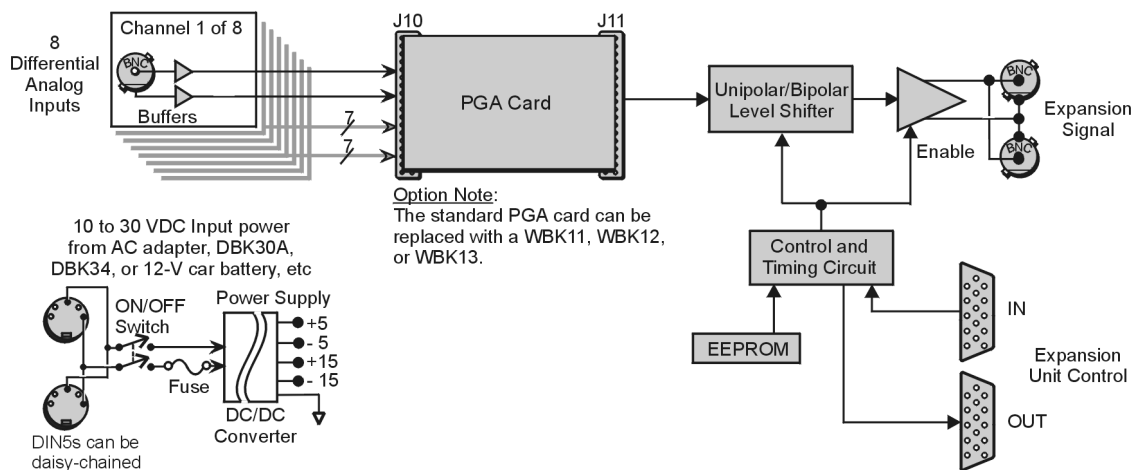 8
Differential
Analog
Inputs
Channel 1 of 8
BNC
Buffers
7
7
J10
J11
PGA Card
Option Note:
The standard PGA card can be
replaced with a WBK11, WBK12,
or WBK13.
Unipolar/Bipolar
Level Shifter
Enable
BNC
BNC
Expansion
Signal
Control and
Timing Circuit
EEPROM
IN
Expansion
Unit Control
OUT
10 to 30 VDC Input power
from AC adapter, DBK30A,
DBK34, or 12-V car battery, etc
ON/OFF
Switch
Fuse
Power Supply
+5
- 5
+15
- 15
DC/DC
Converter
DIN5s can be
daisy-chained